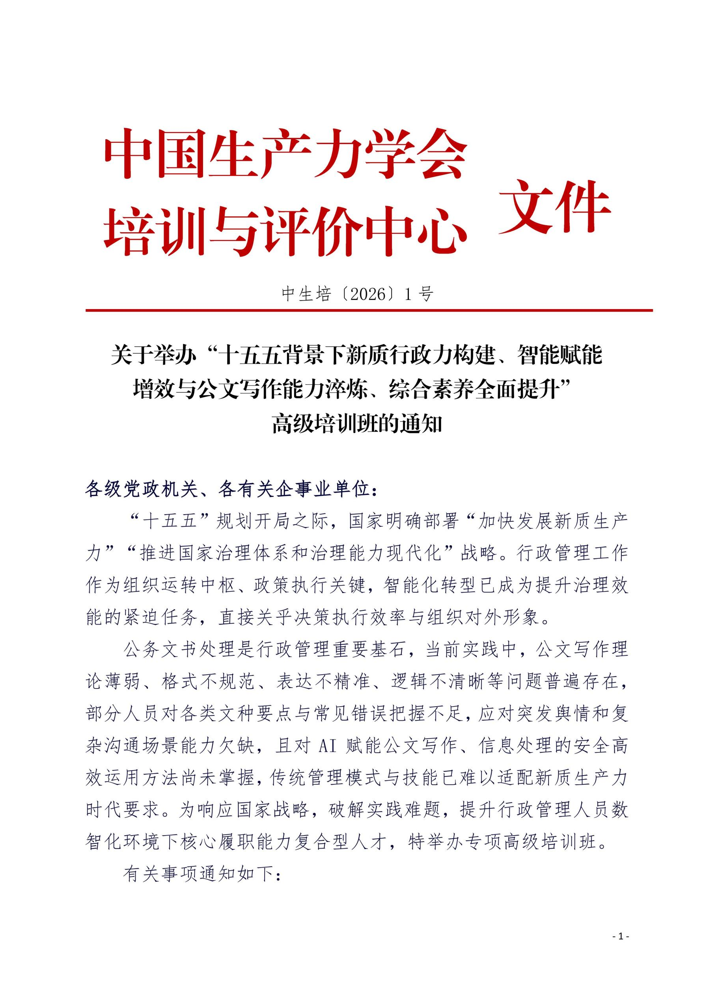 中国生产力学会
培训与评价中心
文件
中生培〔2026〕1 号
关于举办“十五五背景下新质行政力构建、智能赋能
增效与公文写作能力淬炼、综合素养全面提升”
高级培训班的通知
各级党政机关、各有关企事业单位：
“十五五”规划开局之际，国家明确部署“加快发展新质生产
力”“推进国家治理体系和治理能力现代化”战略。行政管理工作
作为组织运转中枢、政策执行关键，智能化转型已成为提升治理效
能的紧迫任务，直接关乎决策执行效率与组织对外形象。
公务文书处理是行政管理重要基石，当前实践中，公文写作理
论薄弱、格式不规范、表达不精准、逻辑不清晰等问题普遍存在，
部分人员对各类文种要点与常见错误把握不足，应对突发舆情和复
杂沟通场景能力欠缺，且对 AI 赋能公文写作、信息处理的安全高
效运用方法尚未掌握，传统管理模式与技能已难以适配新质生产力
时代要求。为响应国家战略，破解实践难题，提升行政管理人员数
智化环境下核心履职能力复合型人才，特举办专项高级培训班。
有关事项通知如下：
- 1 -